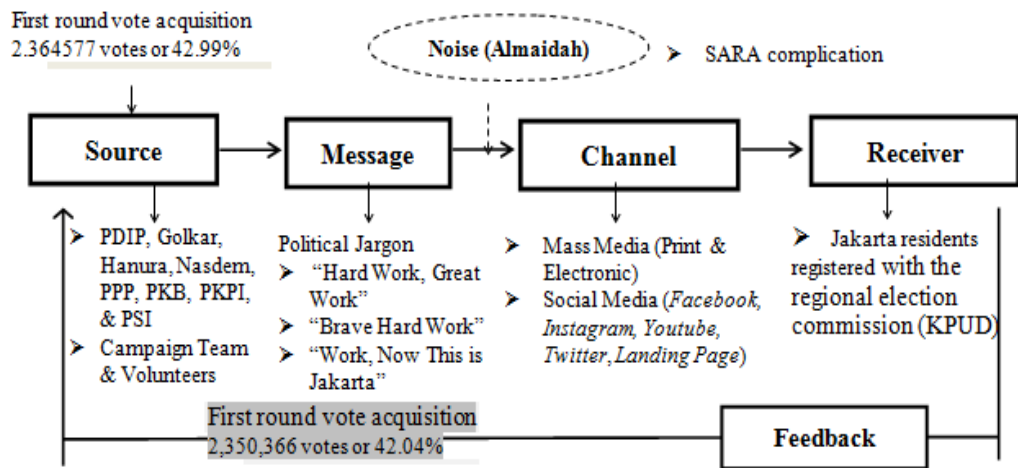 First round vote acquisition
2.364577 votes or 42.99%
Noise (Almaidah)
➢ SARA complication
Source
Message
Channel
Receiver
➢ PDIP, Golkar,
Hanura, Nasdem,
PPP, PKB, PKPI,
& PSI
➢ Campaign Team
& Volunteers
Political Jargon
➢ “Hard Work, Great
Work”
➢ “Brave Hard Work”
➢ “Work, Now This is
Jakarta”
➢ Mass Media (Print &
Electronic)
➢ Social Media (Facebook,
Instagram, Youtube,
Twitter, Landing Page)
➢ Jakarta residents
registered with the
regional election
commission (KPUD)
First round vote acquisition
2,350,366 votes or 42.04%
Feedback